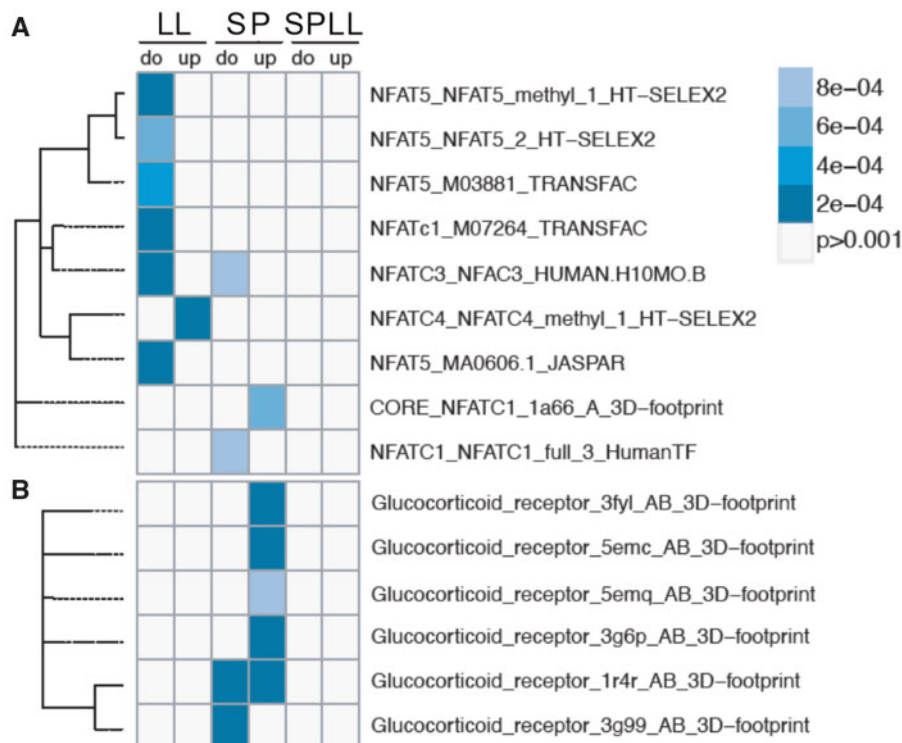 A
LL SP SPLL
do up do up do up
NFAT5_NFAT5_methyl_1_HT−SELEX2
NFAT5_NFAT5_2_HT−SELEX2
NFAT5_M03881_TRANSFAC
NFATc1_M07264_TRANSFAC
NFATC3_NFAC3_HUMAN.H10MO.B
NFATC4_NFATC4_methyl_1_HT−SELEX2
NFAT5_MA0606.1_JASPAR
CORE_NFATC1_1a66_A_3D−footprint
NFATC1_NFATC1_full_3_HumanTF
8e−04
6e−04
4e−04
2e−04
p>0.001
B
Glucocorticoid_receptor_3fyl_AB_3D−footprint
Glucocorticoid_receptor_5emc_AB_3D−footprint
Glucocorticoid_receptor_5emq_AB_3D−footprint
Glucocorticoid_receptor_3g6p_AB_3D−footprint
Glucocorticoid_receptor_1r4r_AB_3D−footprint
Glucocorticoid_receptor_3g99_AB_3D−footprint